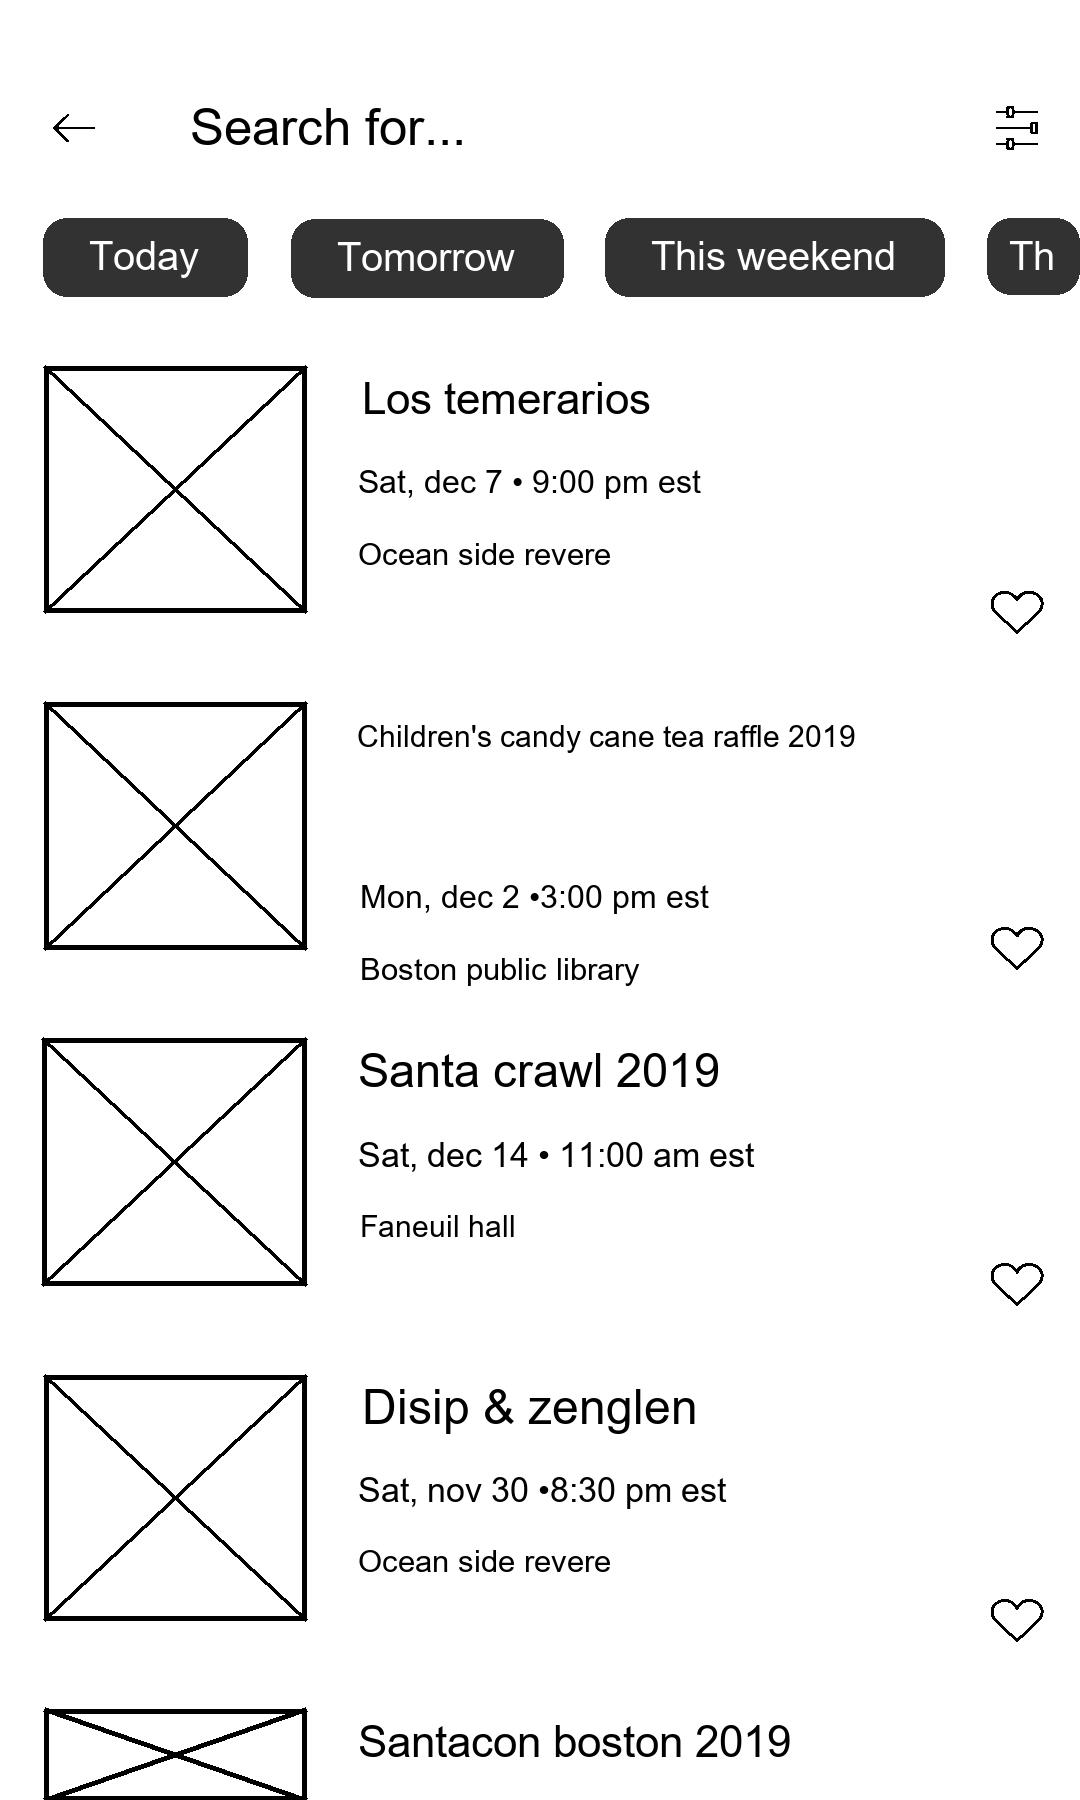 Search for...
Today
Tomorrow
This weekend
Th
Los temerarios
Sat, dec 7 • 9:00 pm est
Ocean side revere
Children's candy cane tea raffle 2019
Mon, dec 2 •3:00 pm est
Boston public library
Santa crawl 2019
Sat, dec 14 • 11:00 am est
Faneuil hall
Disip & zenglen
Sat, nov 30 •8:30 pm est
Ocean side revere
Santacon boston 2019